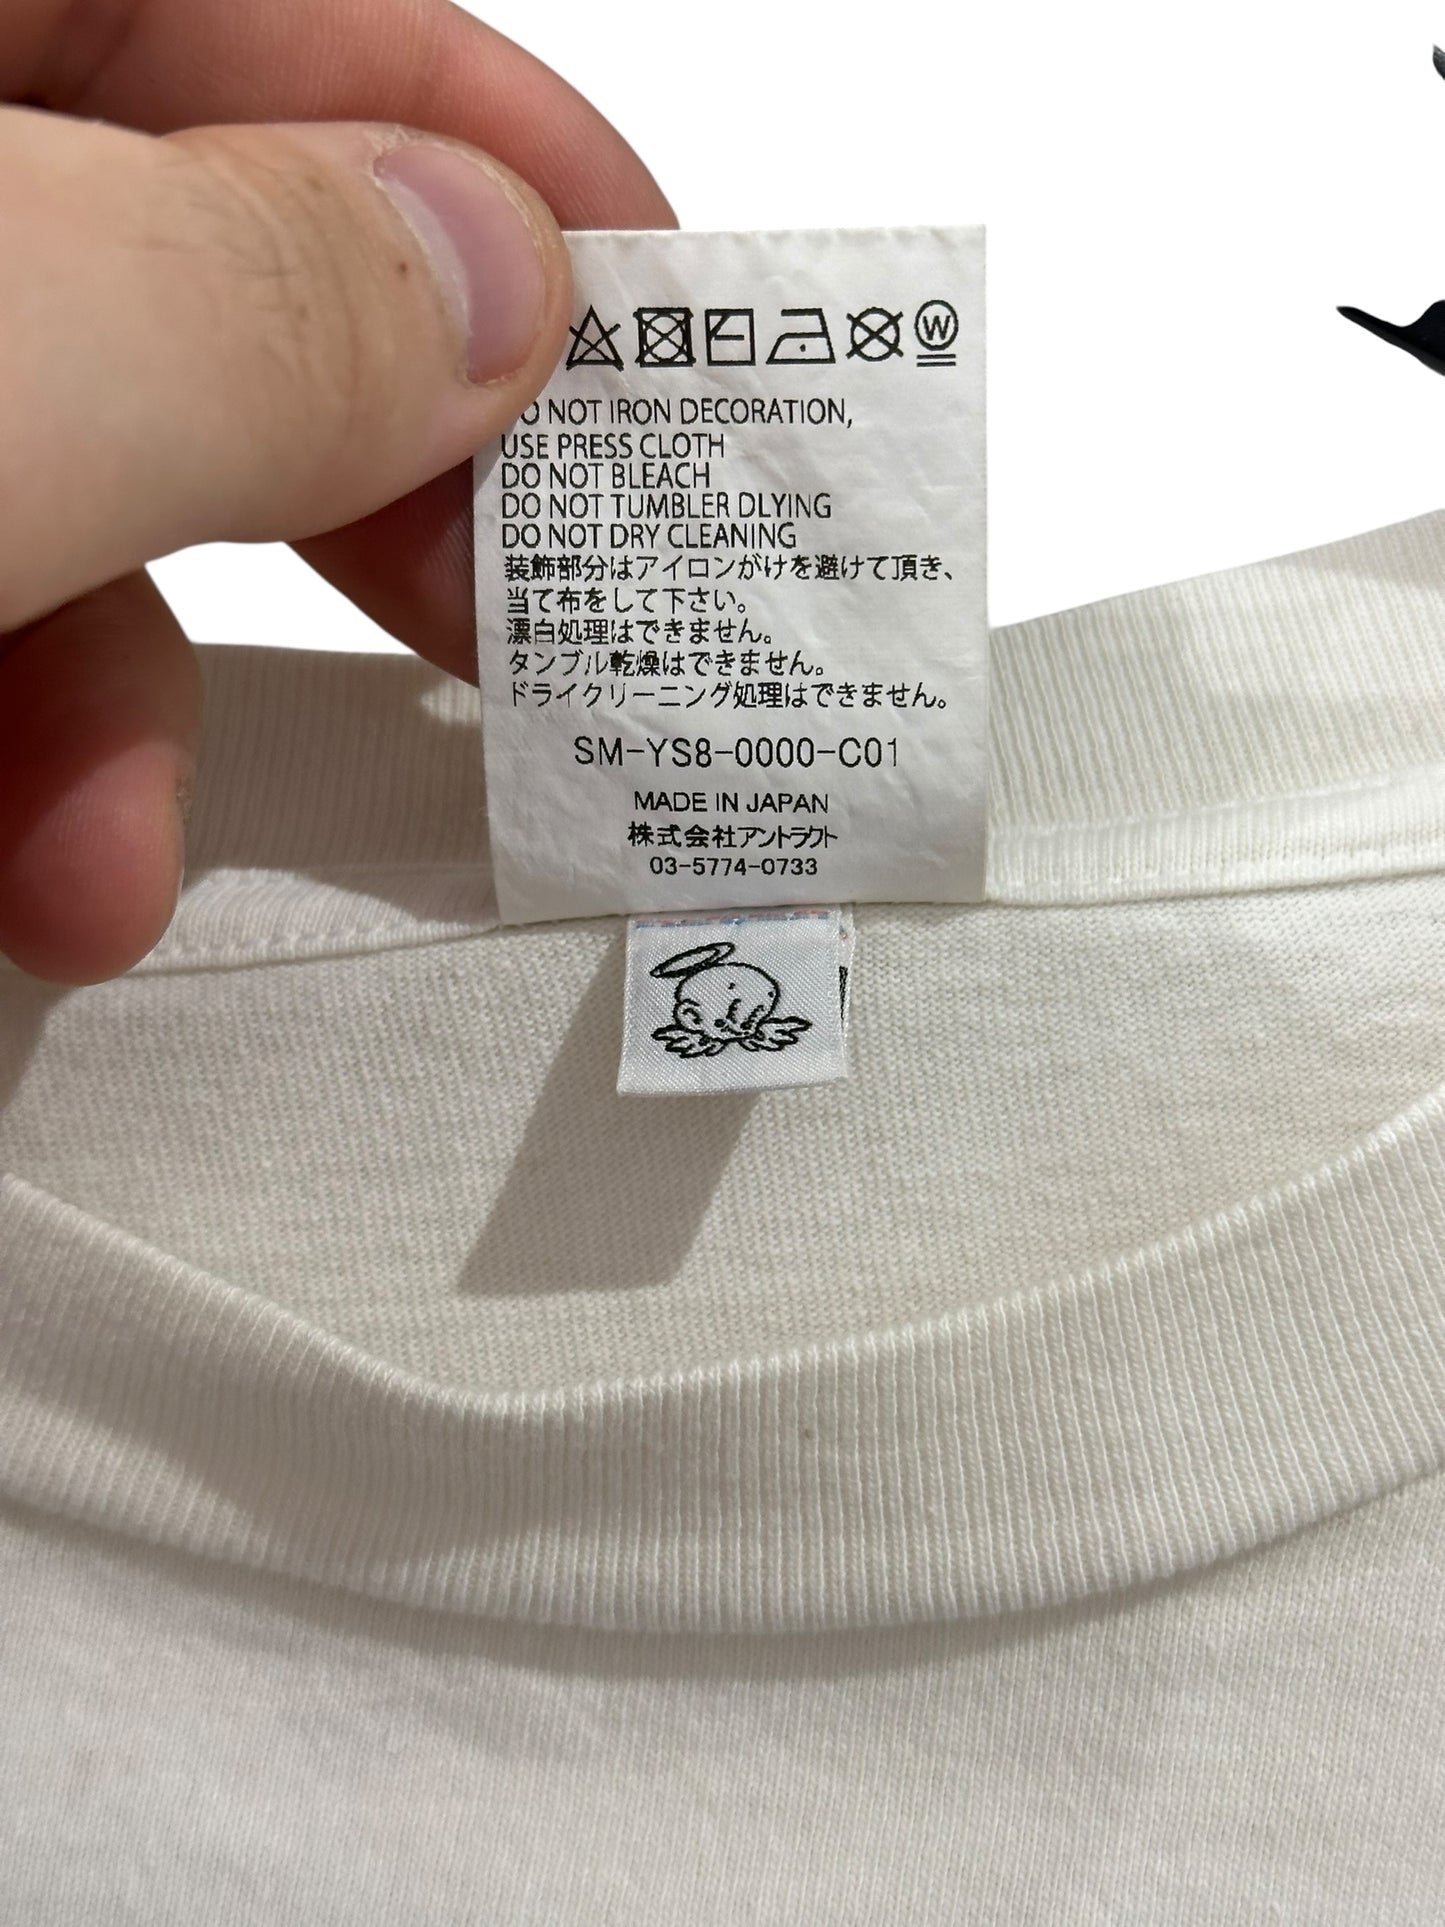 W
DO NOT IRON DECORATION,
USE PRESS CLOTH
DO NOT BLEACH
DO NOT TUMBLER DLYING
DO NOT DRY CLEANING
装飾部分はアイロンがけを避けて頂き、
当て布をして下さい。
漂白処理はできません。
タンブル乾燥はできません。
ドライクリーニング処理はできません。
SM-YS8-0000-C01
MADE IN JAPAN
株式会社アントラクト
03-5774-0733